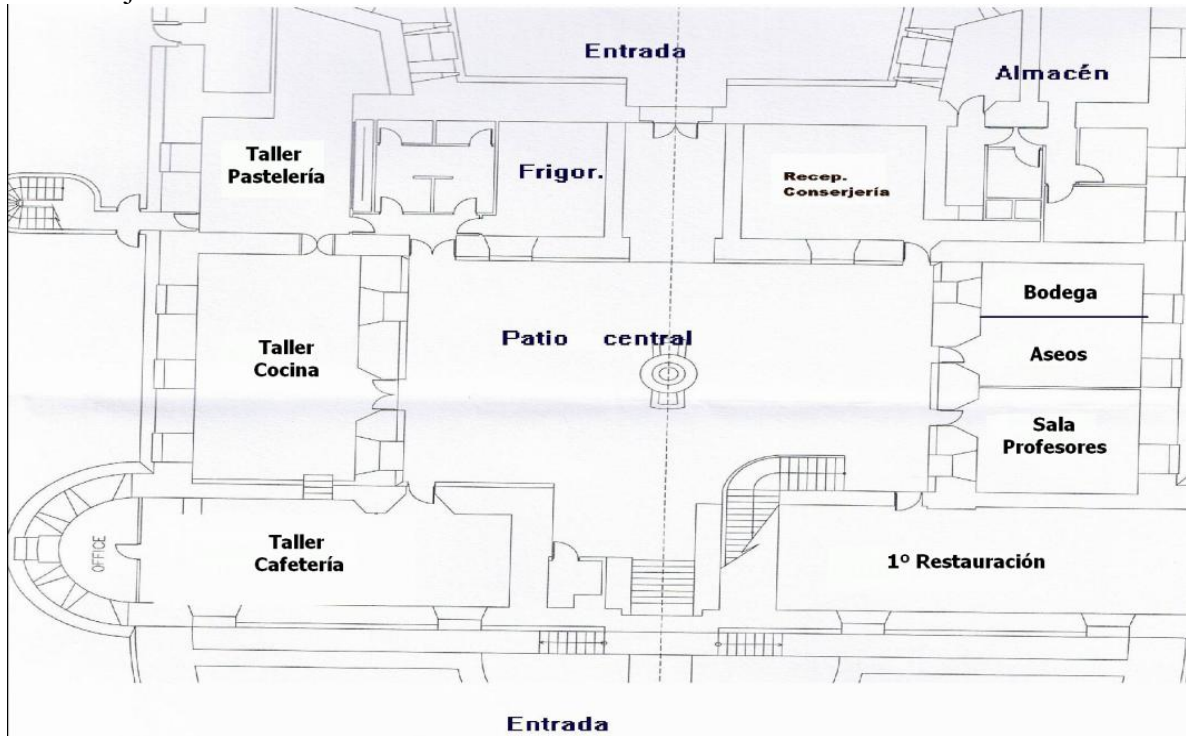 Entrada
Almacén
Taller
Pastelería
Frigor.
Recep.
Conserjería
Bodega
Patio central
Taller
Cocina
Aseos
Sala
Profesores
OFFICE
Taller
Cafetería
1º Restauración
Entrada